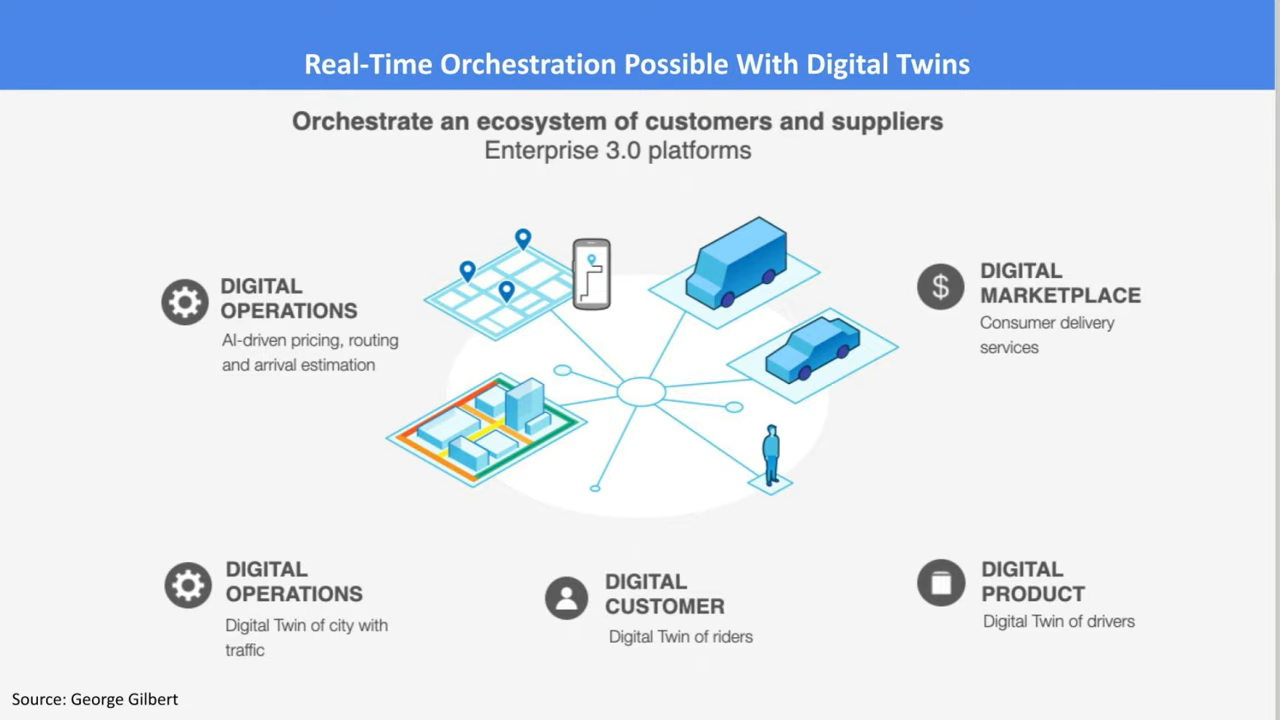 Real-Time Orchestration Possible With Digital Twins
Orchestrate an ecosystem of customers and suppliers
Enterprise 3.0 platforms
DIGITAL
OPERATIONS
AI-driven pricing, routing
and arrival estimation
$
DIGITAL
MARKETPLACE
Consumer delivery
services
DIGITAL
OPERATIONS
Digital Twin of city with
traffic
DIGITAL
CUSTOMER
Digital Twin of riders
DIGITAL
PRODUCT
Digital Twin of drivers
Source: George Gilbert